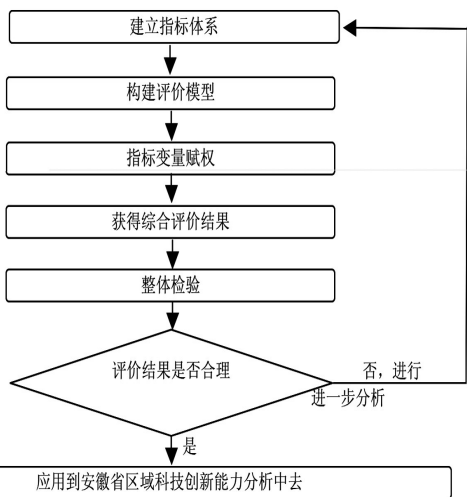 建立指标体系
构建评价模型
指标变量赋权
获得综合评价结果
整体检验
评价结果是否合理
否，进行
进一步分析
是
应用到安徽省区域科技创新能力分析中去